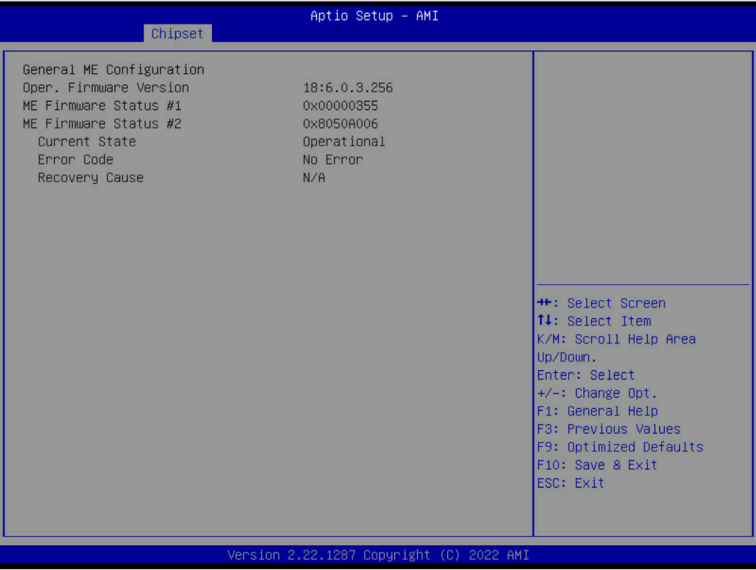 Aptio Setup – AMI
Chipset
General ME Configuration
Oper. Firmware Version 18:6.0.3.256
ME Firmware Status #1 0x00000355
ME Firmware Status #2 0x8050A006
Current State Operational
Error Code No Error
Recovery Cause N/A
→←: Select Screen
↑↓: Select Item
K/M: Scroll Help Area
Up/Down.
Enter: Select
+/-: Change Opt.
F1: General Help
F3: Previous Values
F9: Optimized Defaults
F10: Save & Exit
ESC: Exit
Version 2.22.1287 Copyright (C) 2022 AMI